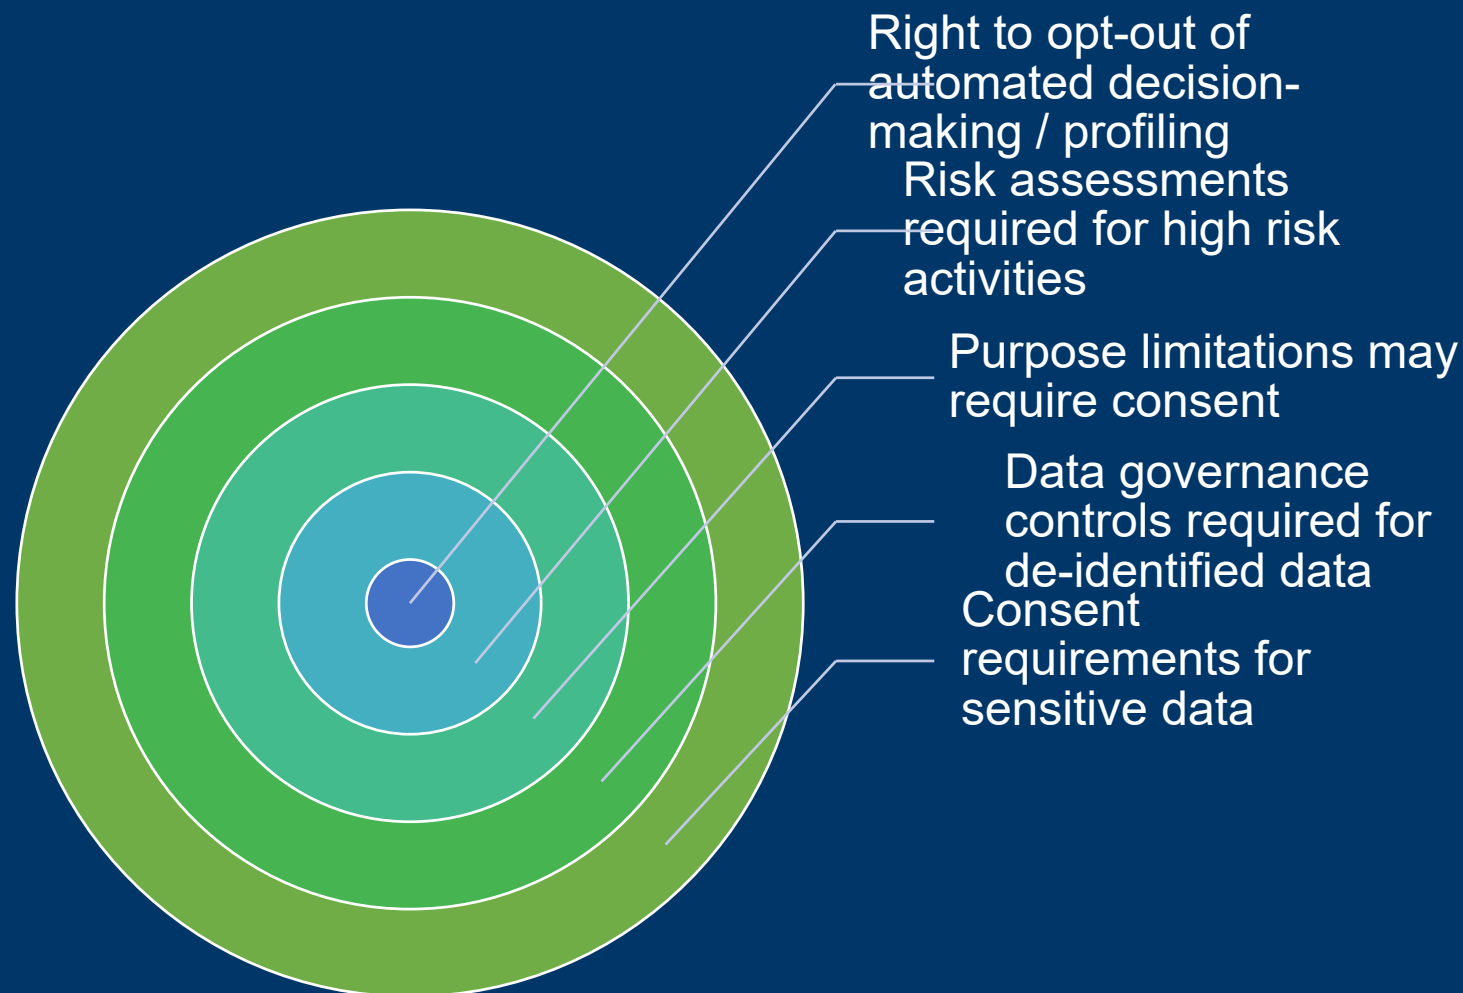 Right to opt-out of
automated decision-
making / profiling
Risk assessments
required for high risk
activities
Purpose limitations may
require consent
Data governance
controls required for
de-identified data
Consent
requirements for
sensitive data